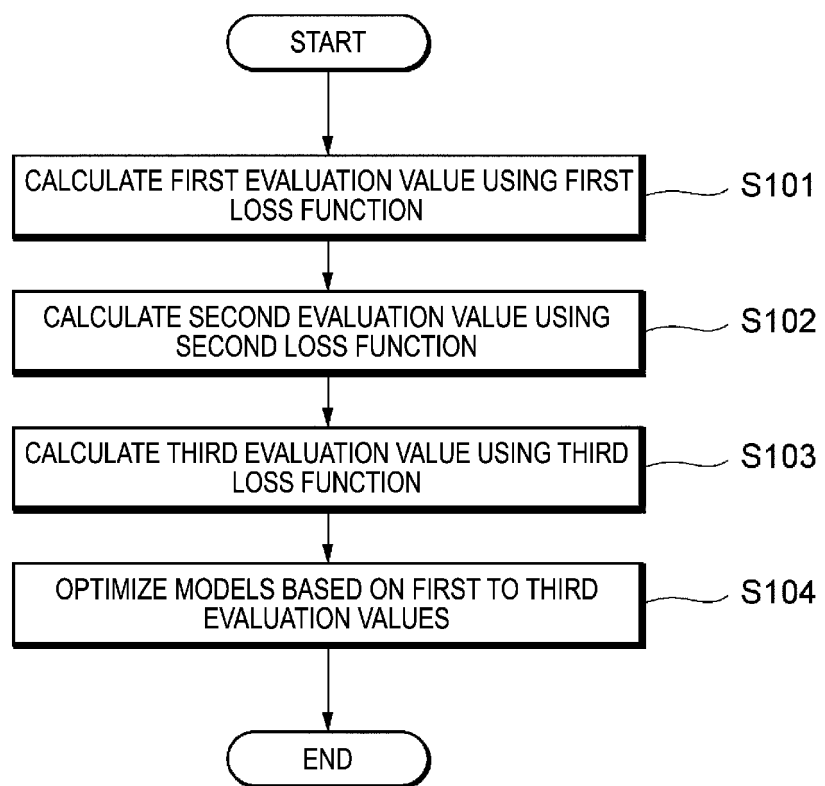 START
CALCULATE FIRST EVALUATION VALUE USING FIRST
LOSS FUNCTION
S101
CALCULATE SECOND EVALUATION VALUE USING
SECOND LOSS FUNCTION
S102
CALCULATE THIRD EVALUATION VALUE USING THIRD
LOSS FUNCTION
S103
OPTIMIZE MODELS BASED ON FIRST TO THIRD
EVALUATION VALUES
S104
END